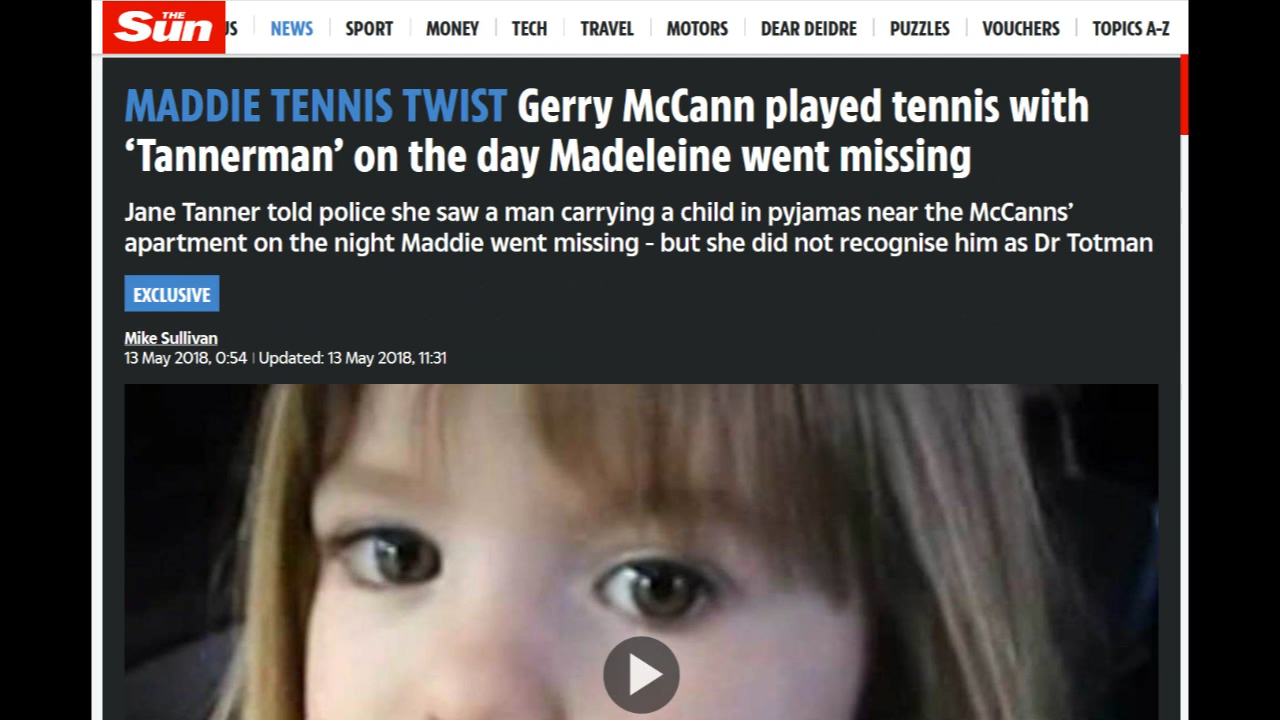 THE
Sun
US NEWS SPORT MONEY TECH TRAVEL MOTORS DEAR DEIDRE PUZZLES VOUCHERS TOPICS A-Z
MADDIE TENNIS TWIST Gerry McCann played tennis with
‘Tannerman’ on the day Madeleine went missing
Jane Tanner told police she saw a man carrying a child in pyjamas near the McCanns’
apartment on the night Maddie went missing - but she did not recognise him as Dr Totman
EXCLUSIVE
Mike Sullivan
13 May 2018, 0:54 | Updated: 13 May 2018, 11:31